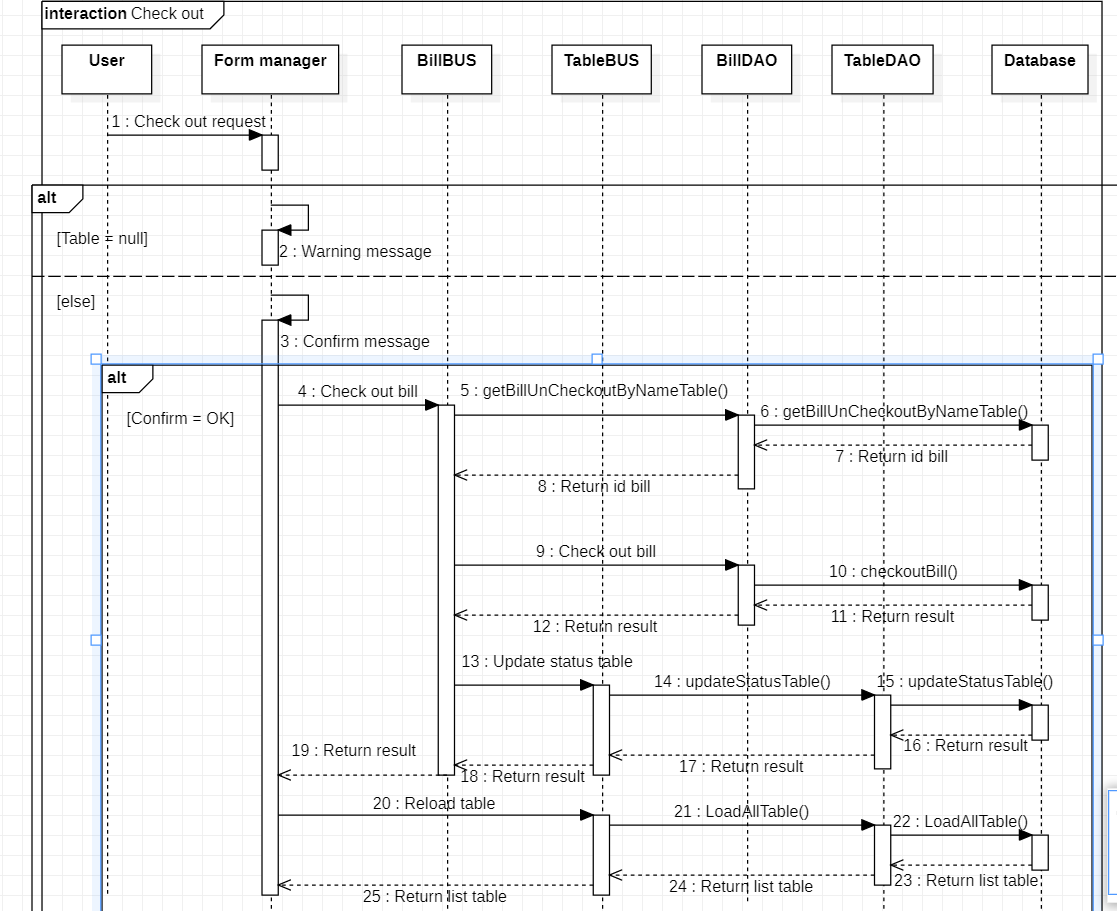 interaction Check out
User
Form manager
BillBUS
TableBUS
BillDAO
TableDAO
Database
1 : Check out request
alt
[Table = null]
2 : Warning message
[else]
3 : Confirm message
alt
[Confirm = OK]
4 : Check out bill
5 : getBillUnCheckoutByNameTable()
6 : getBillUnCheckoutByNameTable()
7 : Return id bill
8 : Return id bill
9 : Check out bill
10 : checkoutBill()
11 : Return result
12 : Return result
13 : Update status table
14 : updateStatusTable()
15 : updateStatusTable()
16 : Return result
17 : Return result
18 : Return result
19 : Return result
20 : Reload table
21 : LoadAllTable()
22 : LoadAllTable()
23 : Return list table
24 : Return list table
25 : Return list table